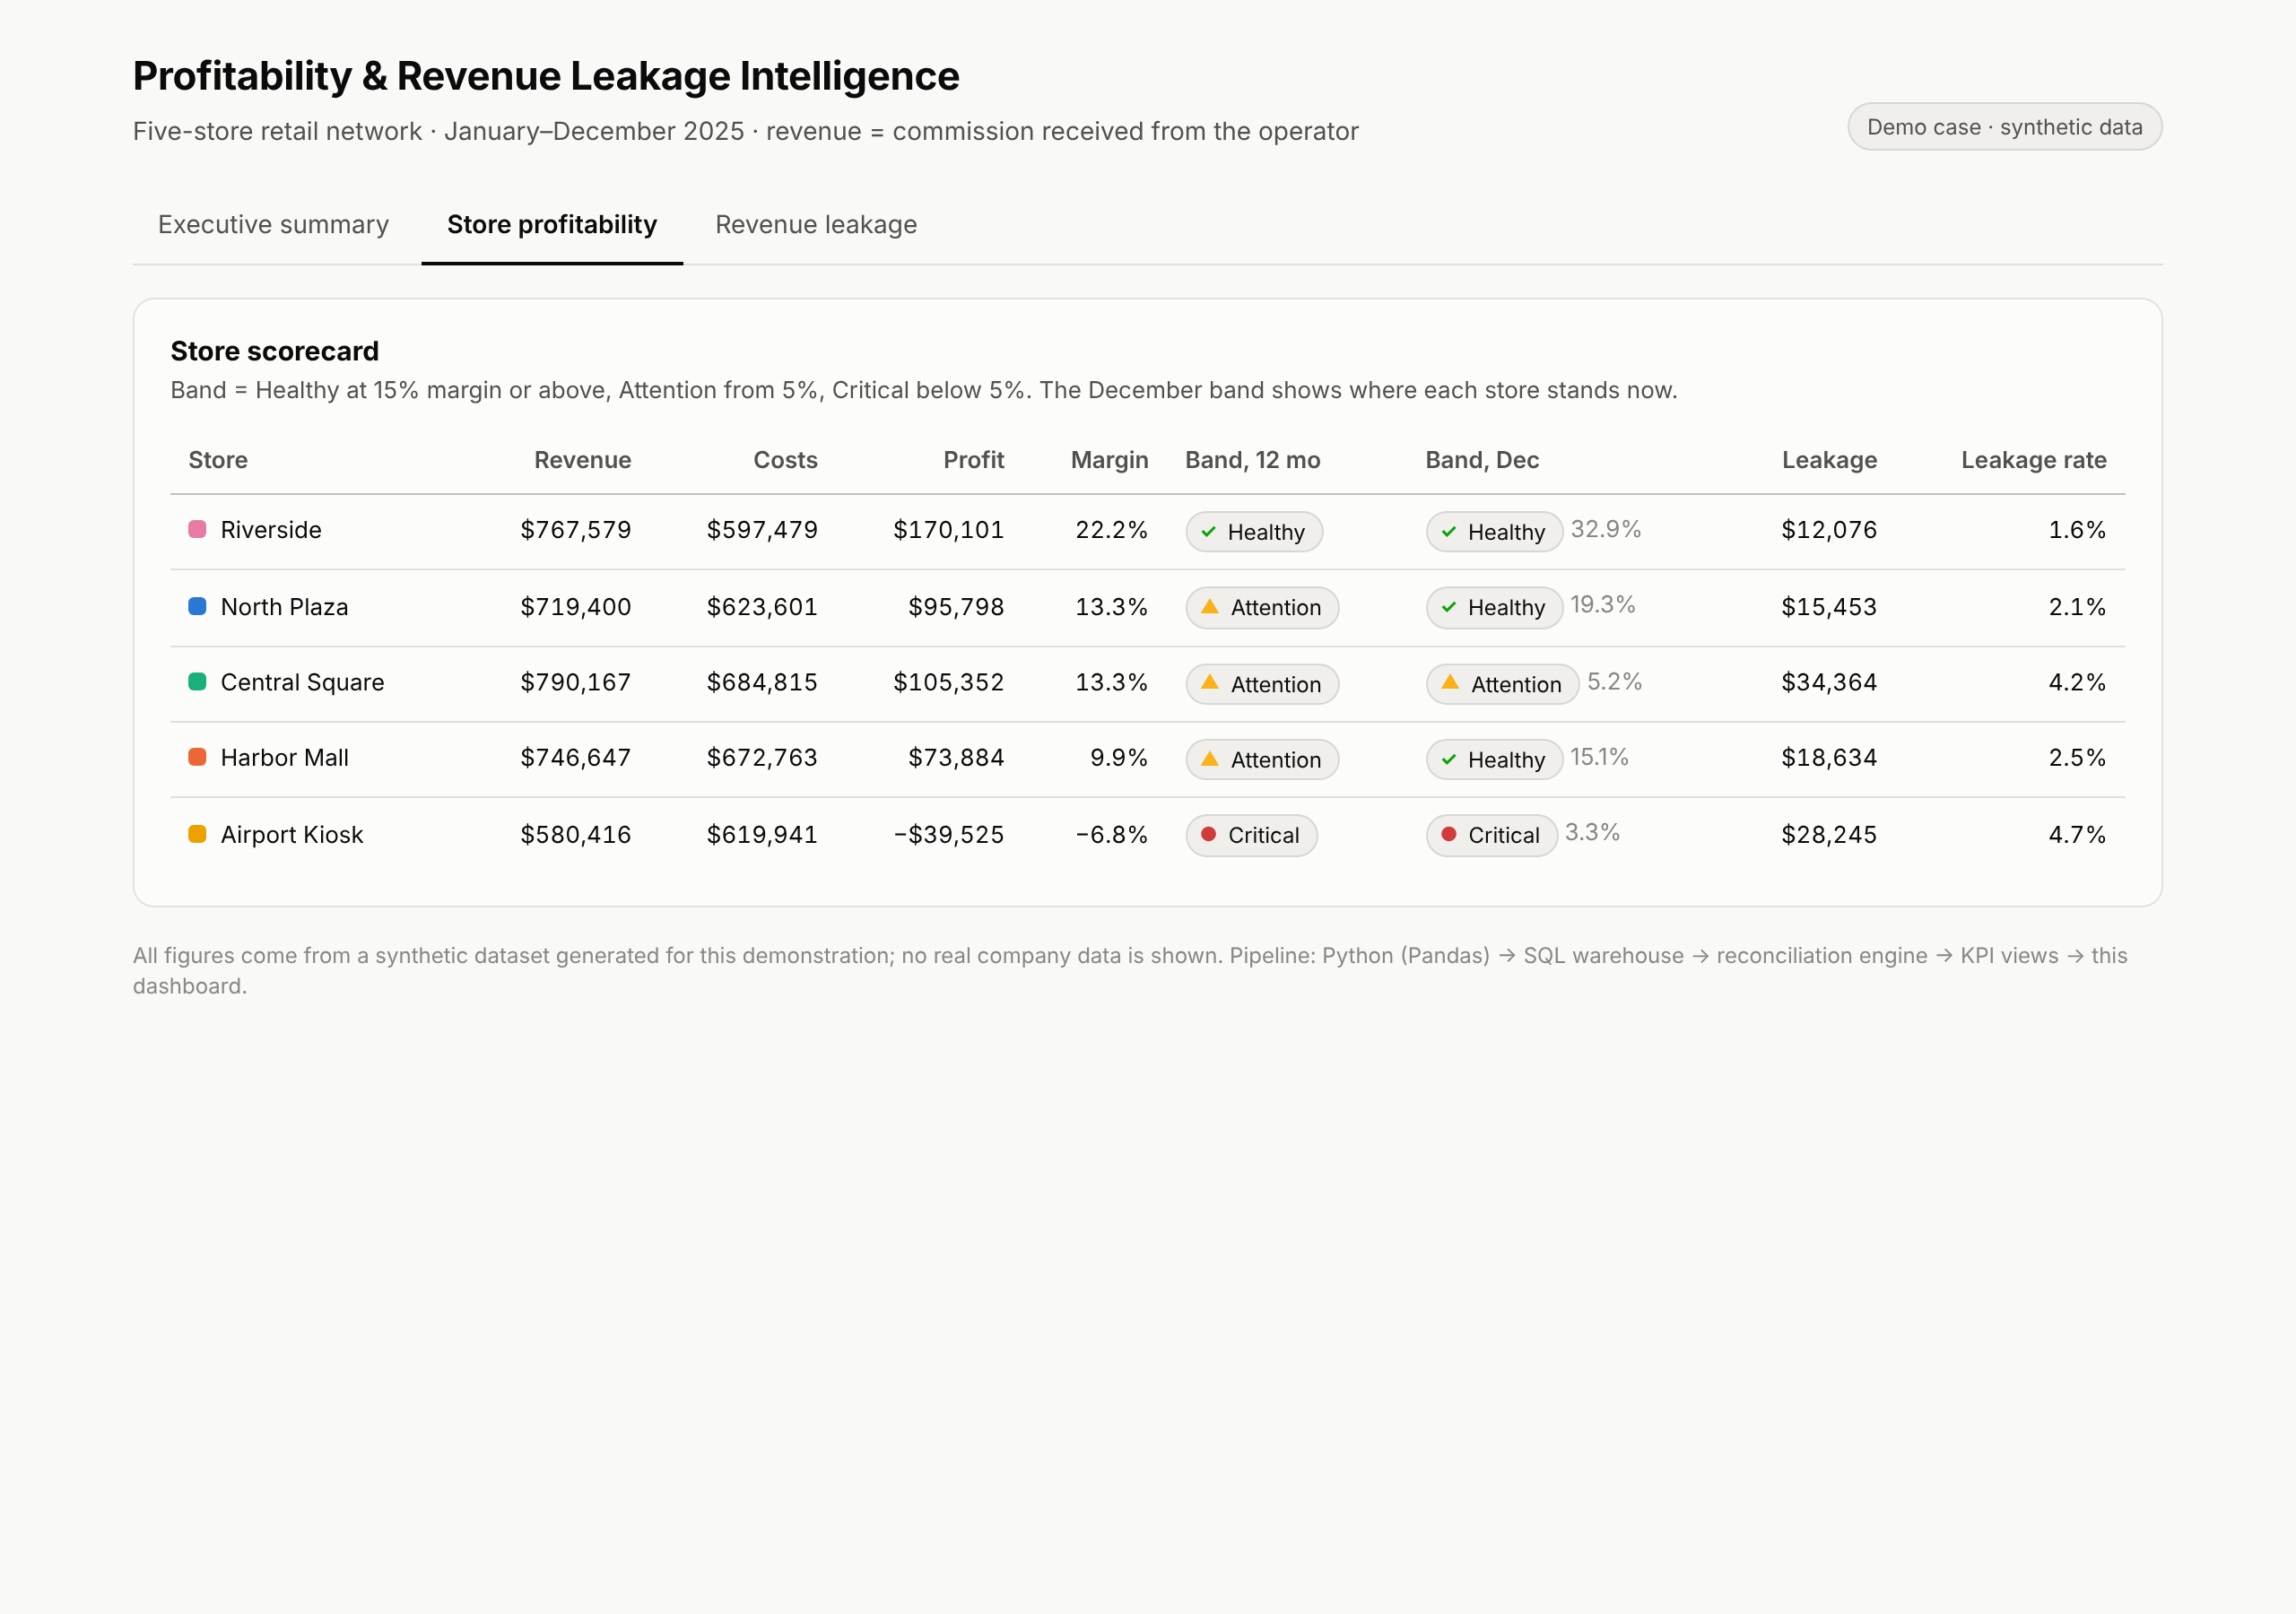 Profitability & Revenue Leakage Intelligence
Five-store retail network · January–December 2025 · revenue = commission received from the operator
Demo case · synthetic data
Executive summary Store profitability Revenue leakage
Store scorecard
Band = Healthy at 15% margin or above, Attention from 5%, Critical below 5%. The December band shows where each store stands now.
Store Revenue Costs Profit Margin Band, 12 mo Band, Dec Leakage Leakage rate
Riverside $767,579 $597,479 $170,101 22.2% Healthy Healthy 32.9% $12,076 1.6%
North Plaza $719,400 $623,601 $95,798 13.3% Attention Healthy 19.3% $15,453 2.1%
Central Square $790,167 $684,815 $105,352 13.3% Attention Attention 5.2% $34,364 4.2%
Harbor Mall $746,647 $672,763 $73,884 9.9% Attention Healthy 15.1% $18,634 2.5%
Airport Kiosk $580,416 $619,941 −$39,525 −6.8% Critical Critical 3.3% $28,245 4.7%
All figures come from a synthetic dataset generated for this demonstration; no real company data is shown. Pipeline: Python (Pandas) → SQL warehouse → reconciliation engine → KPI views → this
dashboard.